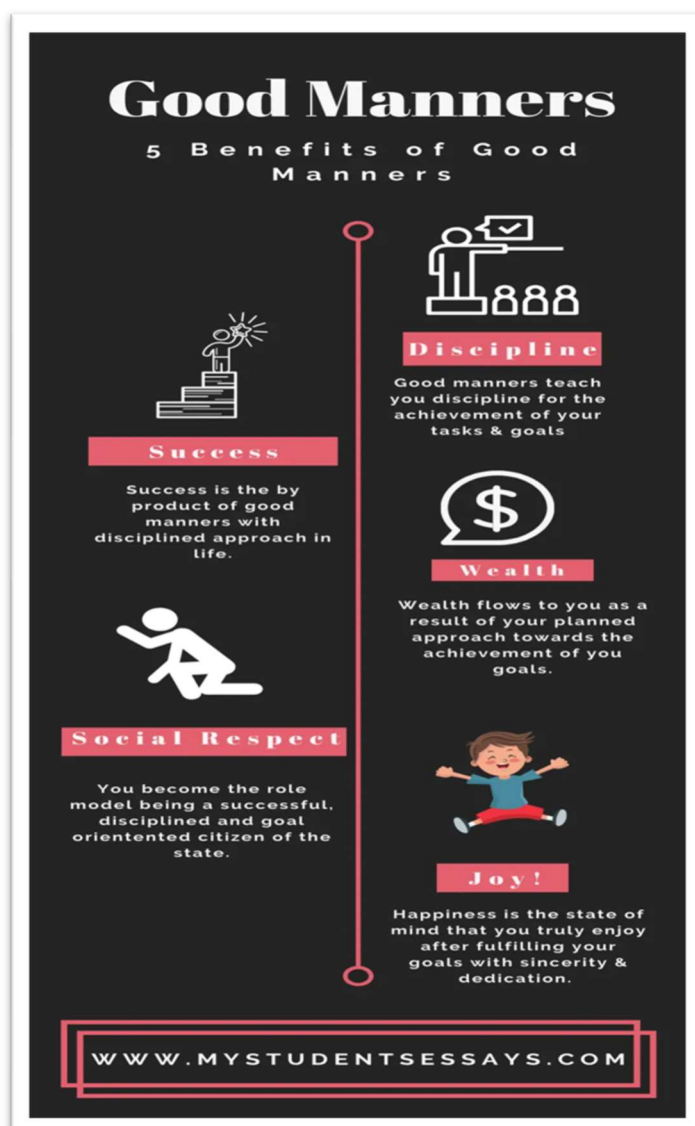 Good Manners
5 Benefits of Good
Manners
Discipline
Good manners teach
you discipline for the
achievement of your
tasks & goals
Success
Success is the by
product of good
manners with
disciplined approach in
life.
Wealth
Wealth flows to you as a
result of your planned
approach towards the
achievement of you
goals.
Social Respect
You become the role
model being a successful,
disciplined and goal
orientented citizen of the
state.
Joy!
Happiness is the state of
mind that you truly enjoy
after fulfilling your
goals with sincerity &
dedication.
WWW.MYSTUDENTSESSAYS.COM